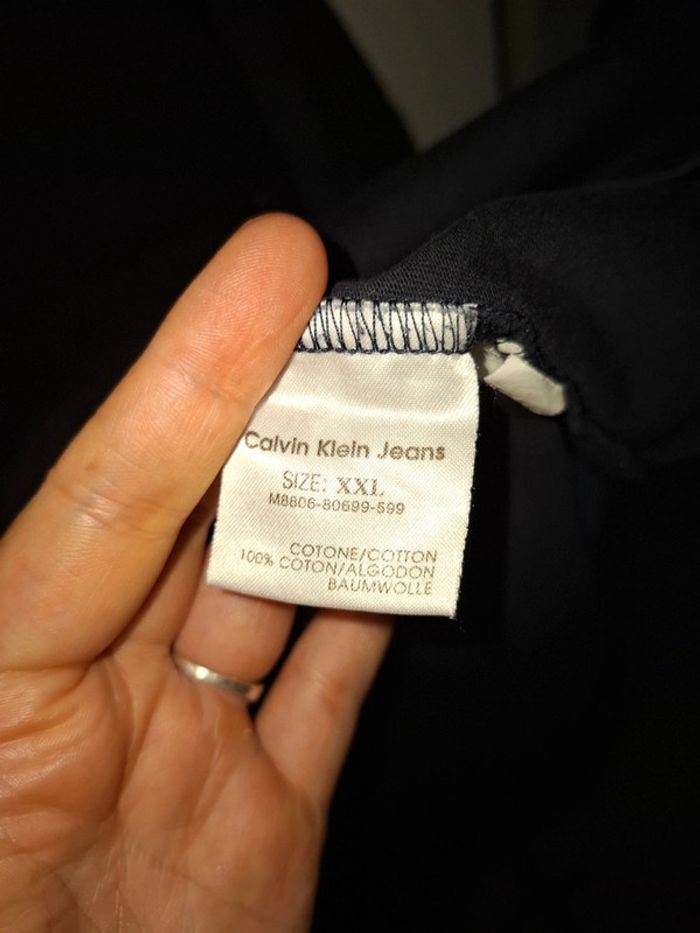 Calvin Klein Jeans
SIZE: XXL
M8806-80699-599
COTONE/COTTON
100% COTON/ALGODON
BAUMWOLLE